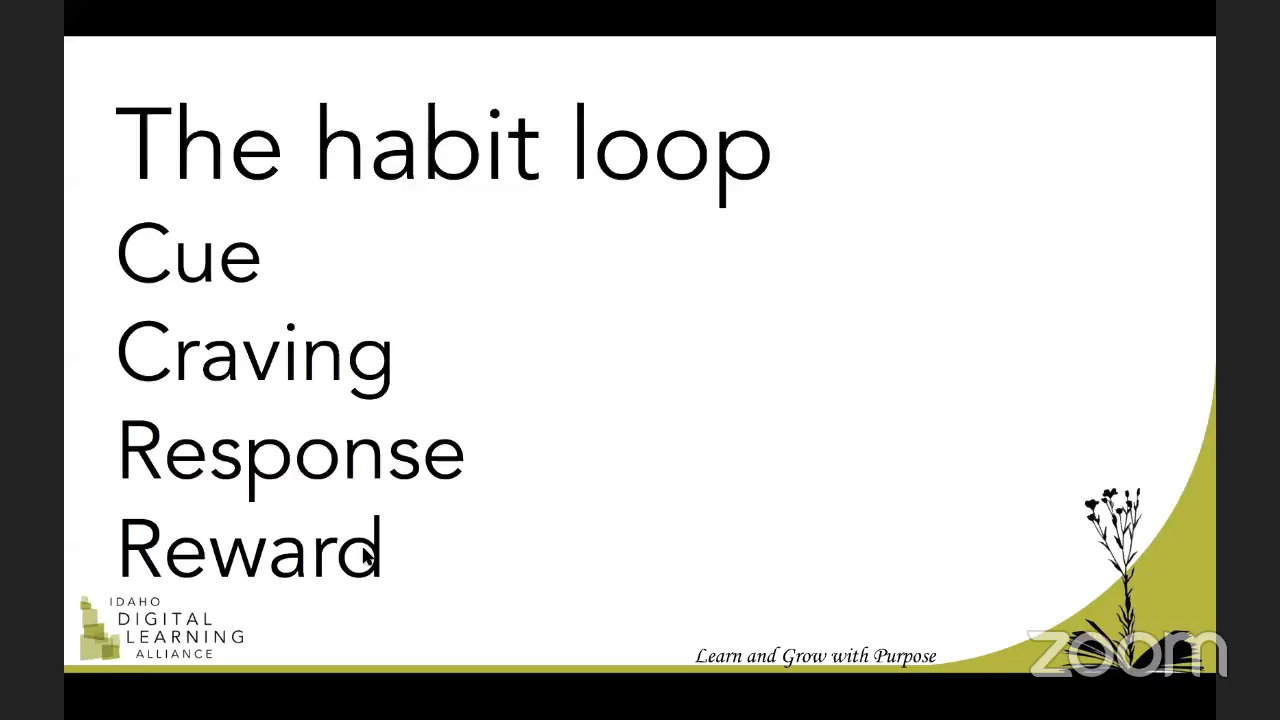 The habit loop
Cue
Craving
Response
Reward
IDAHO
DIGITAL
LEARNING
ALLIANCE
Learn and Grow with Purpose
zoom